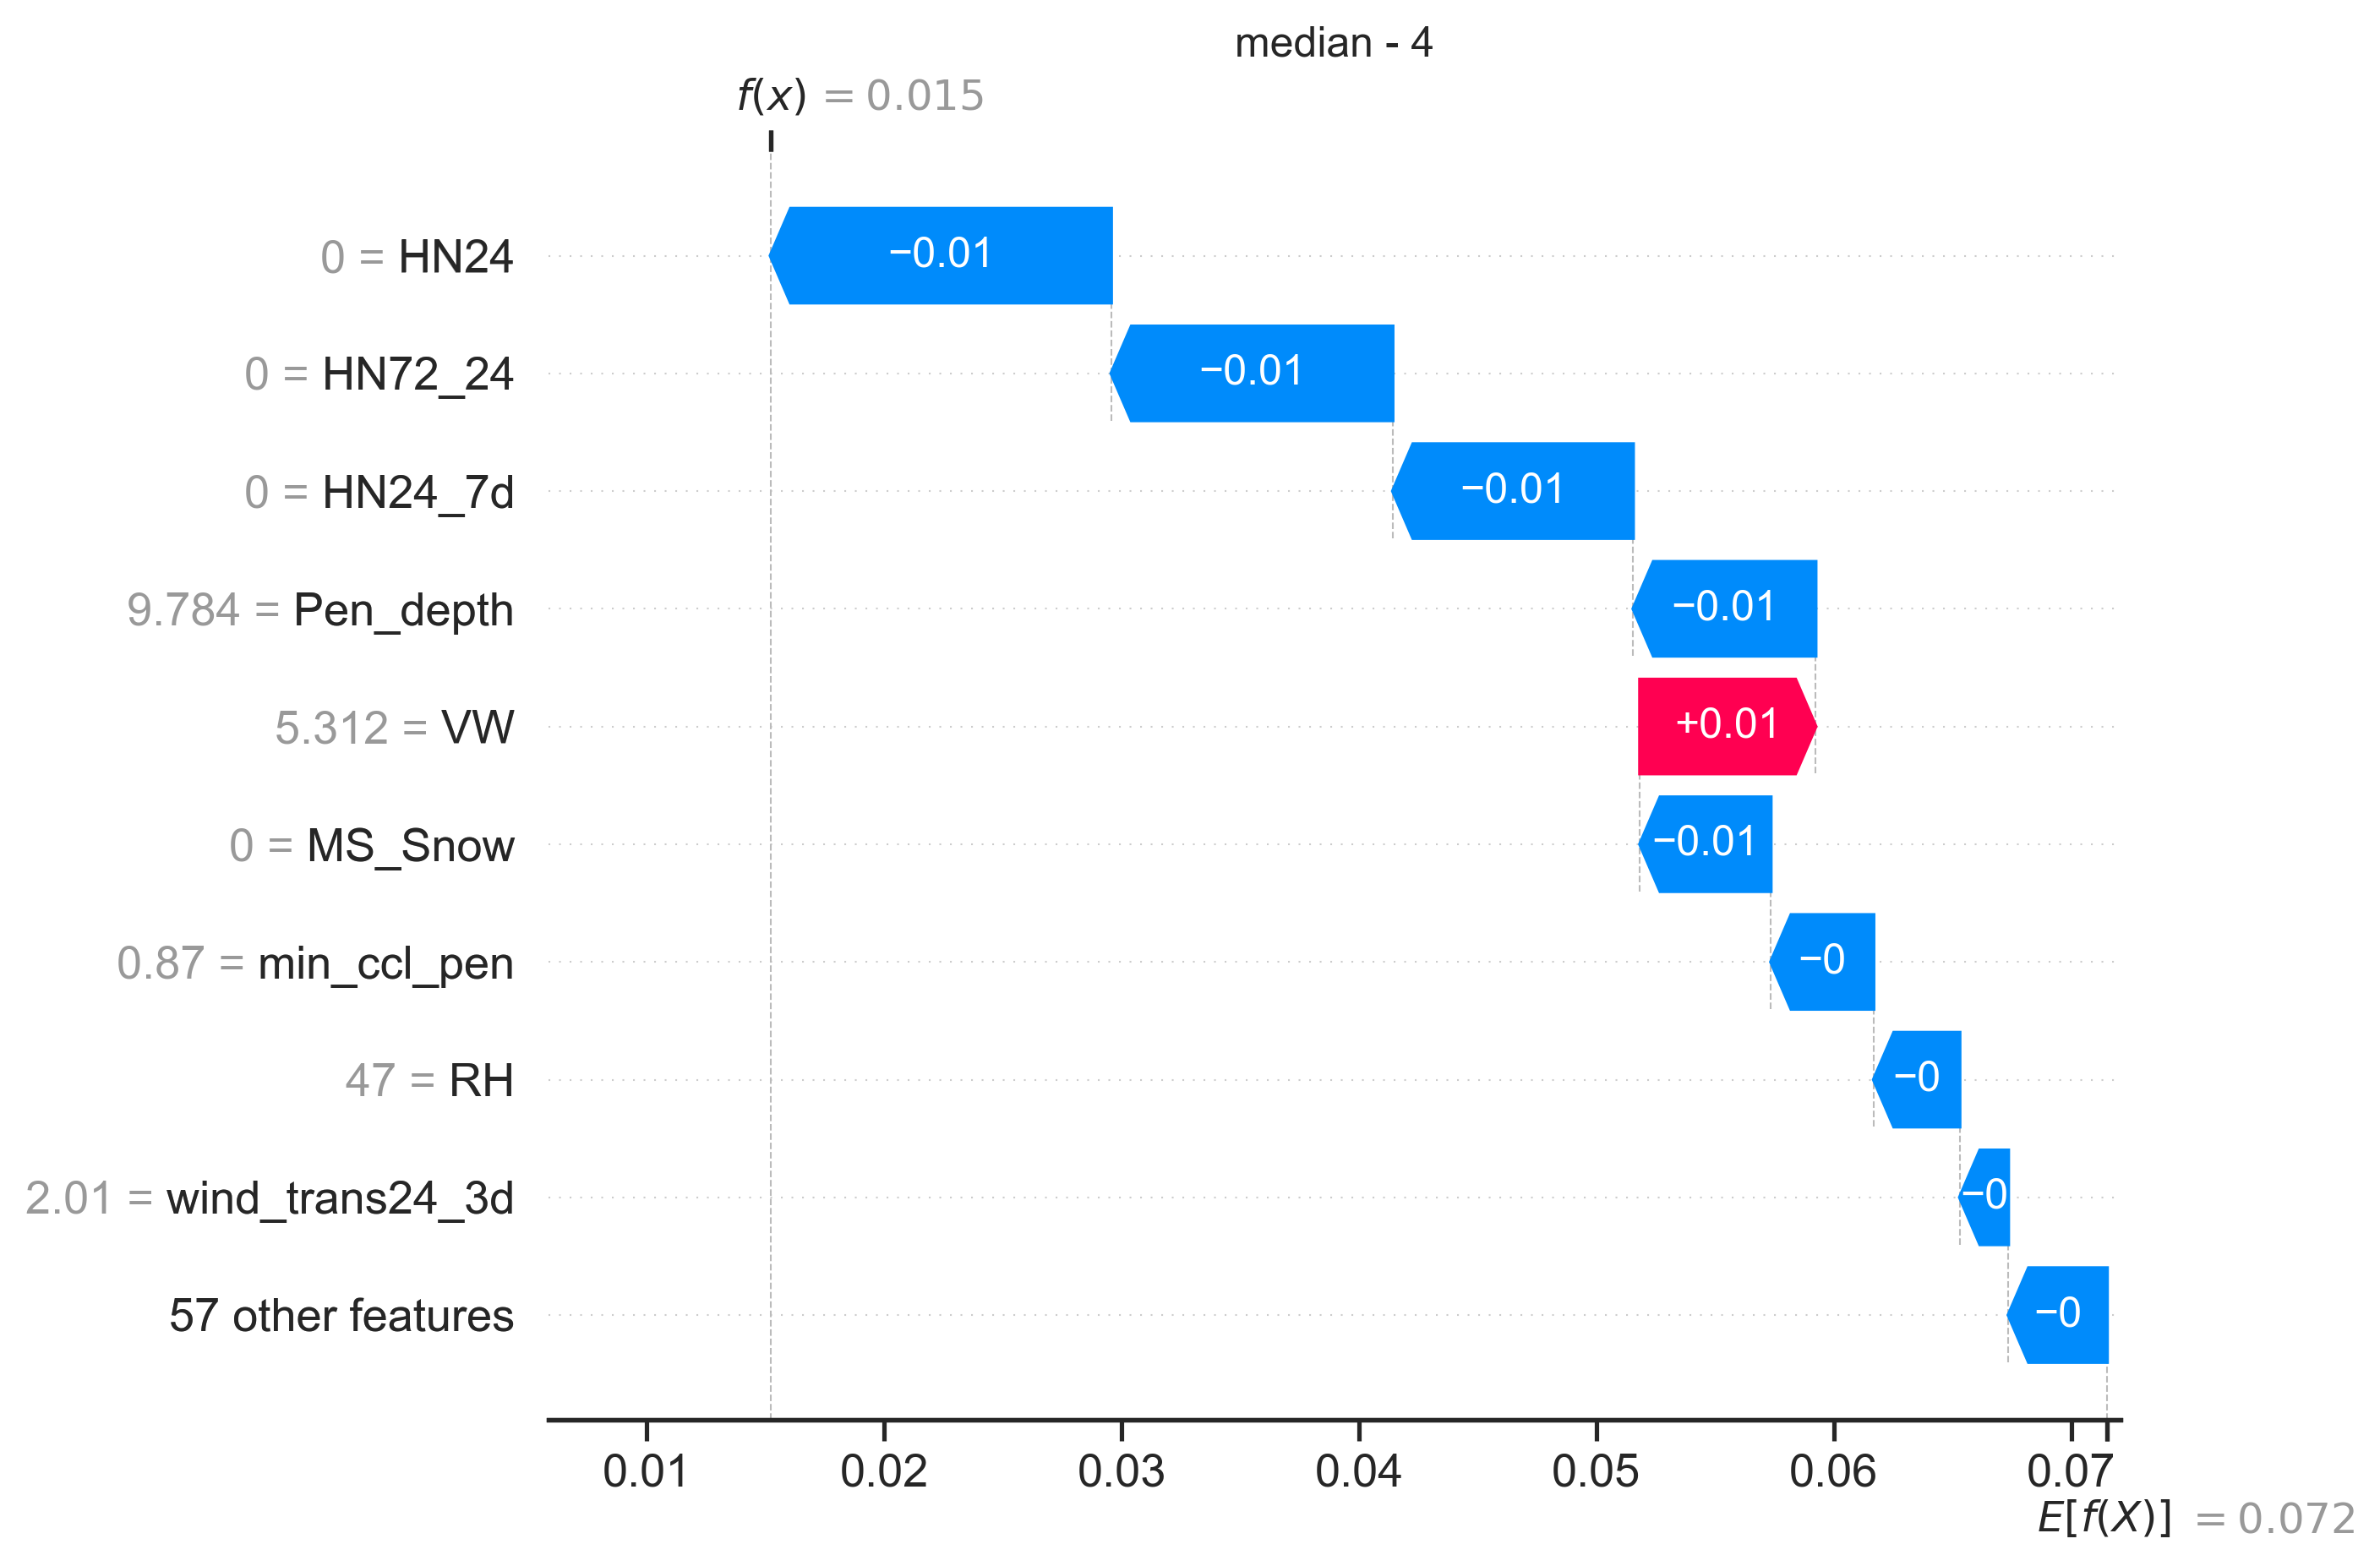 median - 4
f(x) = 0.015
0 = HN24
−0.01
0 = HN72_24
−0.01
0 = HN24_7d
−0.01
9.784 = Pen_depth
−0.01
5.312 = VW
+0.01
0 = MS_Snow
−0.01
0.87 = min_ccl_pen
−0
47 = RH
−0
2.01 = wind_trans24_3d
−0
57 other features
−0
0.01 0.02 0.03 0.04 0.05 0.06 0.07
E[f(X)] = 0.072